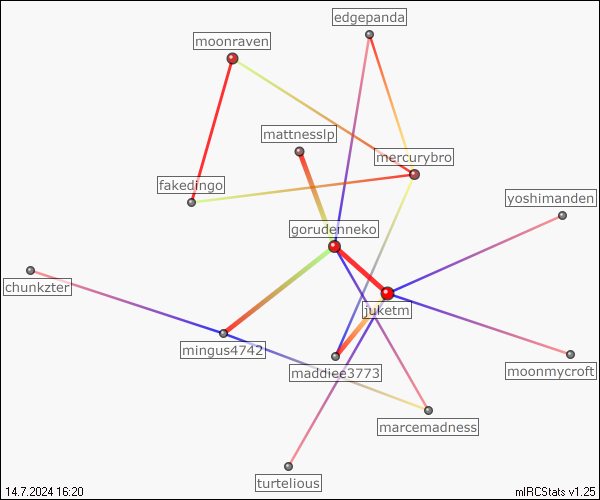 edgepanda
moonraven
mattnesslp
mercurybro
fakedingo
yoshimanden
gorudenneko
chunkzter
juketm
mingus4742
maddiee3773
moonmycroft
marcemadness
turtelious
14.7.2024 16:20
mIRCStats v1.25